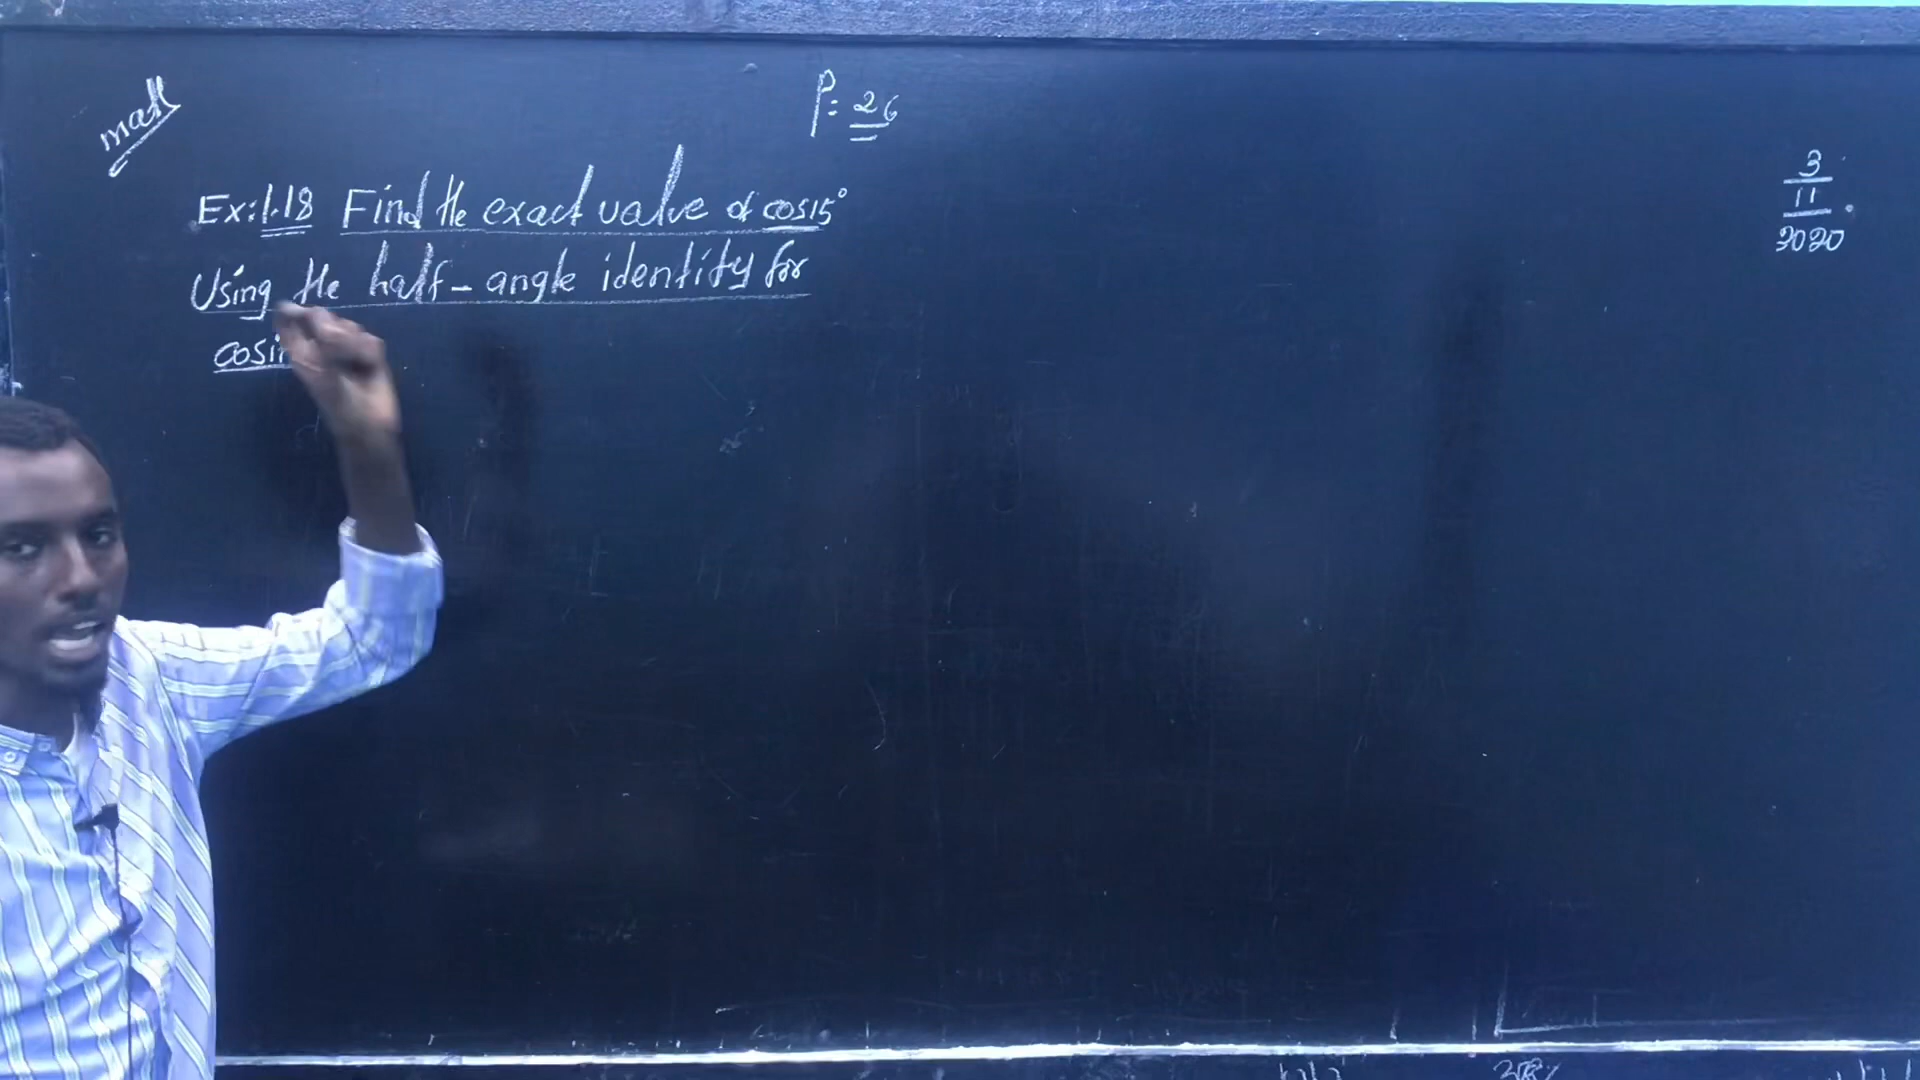 math
P: 26
3
11
2020
Ex: 1.18 Find the exact value of cos15°
Using the half-angle identity for
cosin